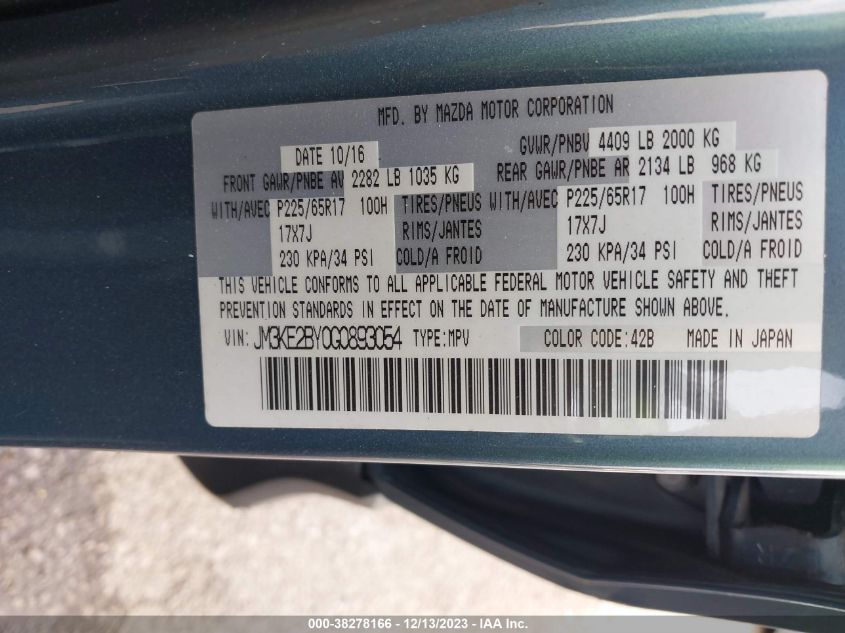 MFD. BY MAZDA MOTOR CORPORATION
DATE 10/16 GVWR/PNBV 4409 LB 2000 KG
FRONT GAWR/PNBE AV 2282 LB 1035 KG REAR GAWR/PNBE AR 2134 LB 968 KG
WITH/AVEC P225/65R17 100H TIRES/PNEUS WITH/AVEC P225/65R17 100H TIRES/PNEUS
17X7J RIMS/JANTES 17X7J RIMS/JANTES
230 KPA/34 PSI COLD/A FROID 230 KPA/34 PSI COLD/A FROID
THIS VEHICLE CONFORMS TO ALL APPLICABLE FEDERAL MOTOR VEHICLE SAFETY AND THEFT
PREVENTION STANDARDS IN EFFECT ON THE DATE OF MANUFACTURE SHOWN ABOVE.
VIN: JM3KE2BY0G0893054 TYPE:MPV COLOR CODE:42B MADE IN JAPAN
000-38278166 - 12/13/2023 - IAA Inc.